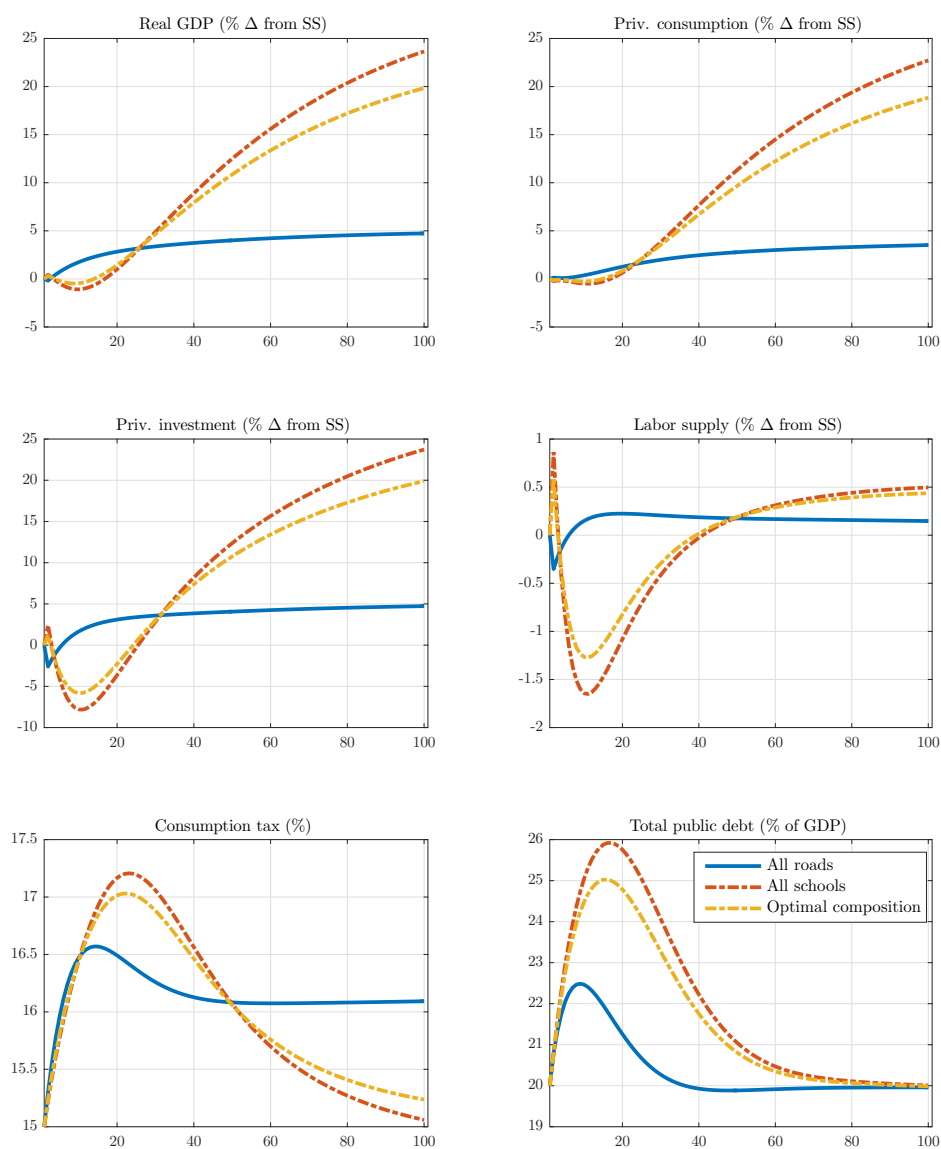 Real GDP (% Δ from SS)
25
20
15
10
5
0
-5
20 40 60 80 100
Priv. consumption (% Δ from SS)
25
20
15
10
5
0
-5
20 40 60 80 100
Priv. investment (% Δ from SS)
25
20
15
10
5
0
-5
-10
20 40 60 80 100
Labor supply (% Δ from SS)
1
0.5
0
-0.5
-1
-1.5
-2
20 40 60 80 100
Consumption tax (%)
17.5
17
16.5
16
15.5
15
20 40 60 80 100
Total public debt (% of GDP)
26
25
24
23
22
21
20
19
20 40 60 80 100
All roads
All schools
Optimal composition